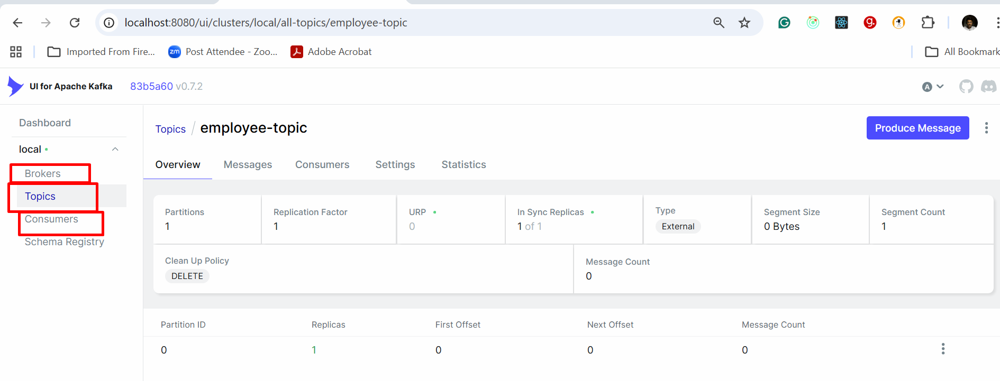 localhost:8080/ui/clusters/local/all-topics/employee-topic
Imported From Fire...
zm
Post Attendee - Zoo...
Adobe Acrobat
All Bookmark
UI for Apache Kafka
83b5a60 v0.7.2
A
Dashboard
local
Brokers
Topics
Consumers
Schema Registry
Topics / employee-topic
Produce Message
Overview Messages Consumers Settings Statistics
Partitions
1
Replication Factor
1
URP
0
In Sync Replicas
1 of 1
Type
External
Segment Size
0 Bytes
Segment Count
1
Clean Up Policy
DELETE
Message Count
0
Partition ID Replicas First Offset Next Offset Message Count
0 1 0 0 0